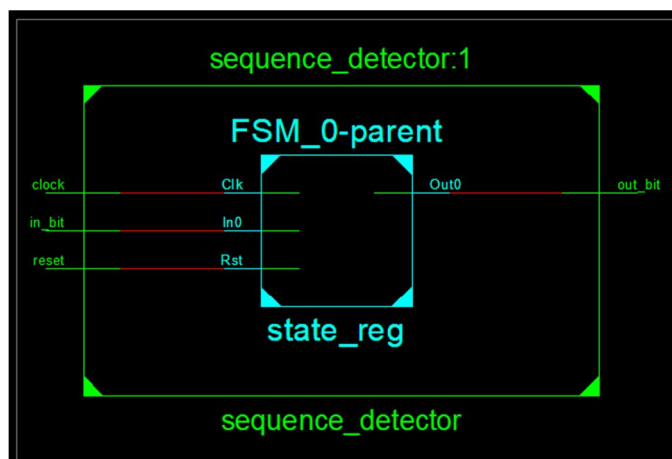 sequence_detector:1
FSM_0-parent
clock Clk Out0 out_bit
in_bit In0
reset Rst
state_reg
sequence_detector